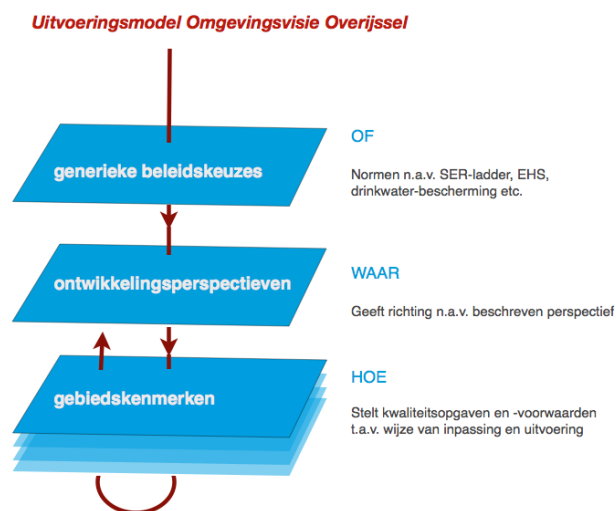 Uitvoeringsmodel Omgevingsvisie Overijssel
generieke beleidskeuzes
OF
Normen n.a.v. SER-ladder, EHS,
drinkwater-bescherming etc.
ontwikkelingsperspectieven
WAAR
Geeft richting n.a.v. beschreven perspectief
gebiedskenmerken
HOE
Stelt kwaliteitsopgaven en -voorwaarden
t.a.v. wijze van inpassing en uitvoering